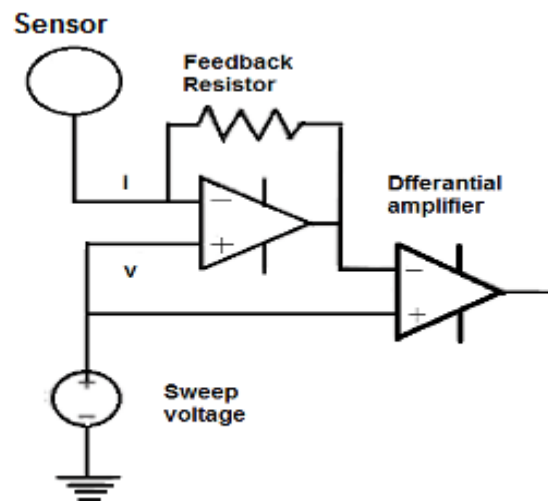 Sensor
Feedback
Resistor
I
−
+
v
Dfferantial
amplifier
−
+
+
−
Sweep
voltage